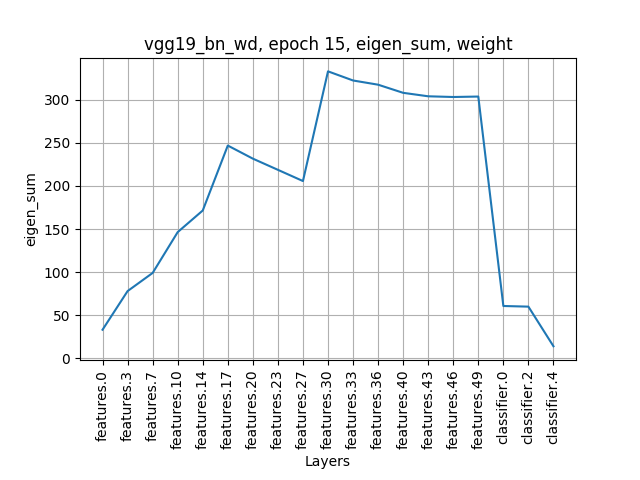 vgg19_bn_wd, epoch 15, eigen_sum, weight
eigen_sum
300
250
200
150
100
50
0
features.0
features.3
features.7
features.10
features.14
features.17
features.20
features.23
features.27
features.30
features.33
features.36
features.40
features.43
features.46
features.49
classifier.0
classifier.2
classifier.4
Layers